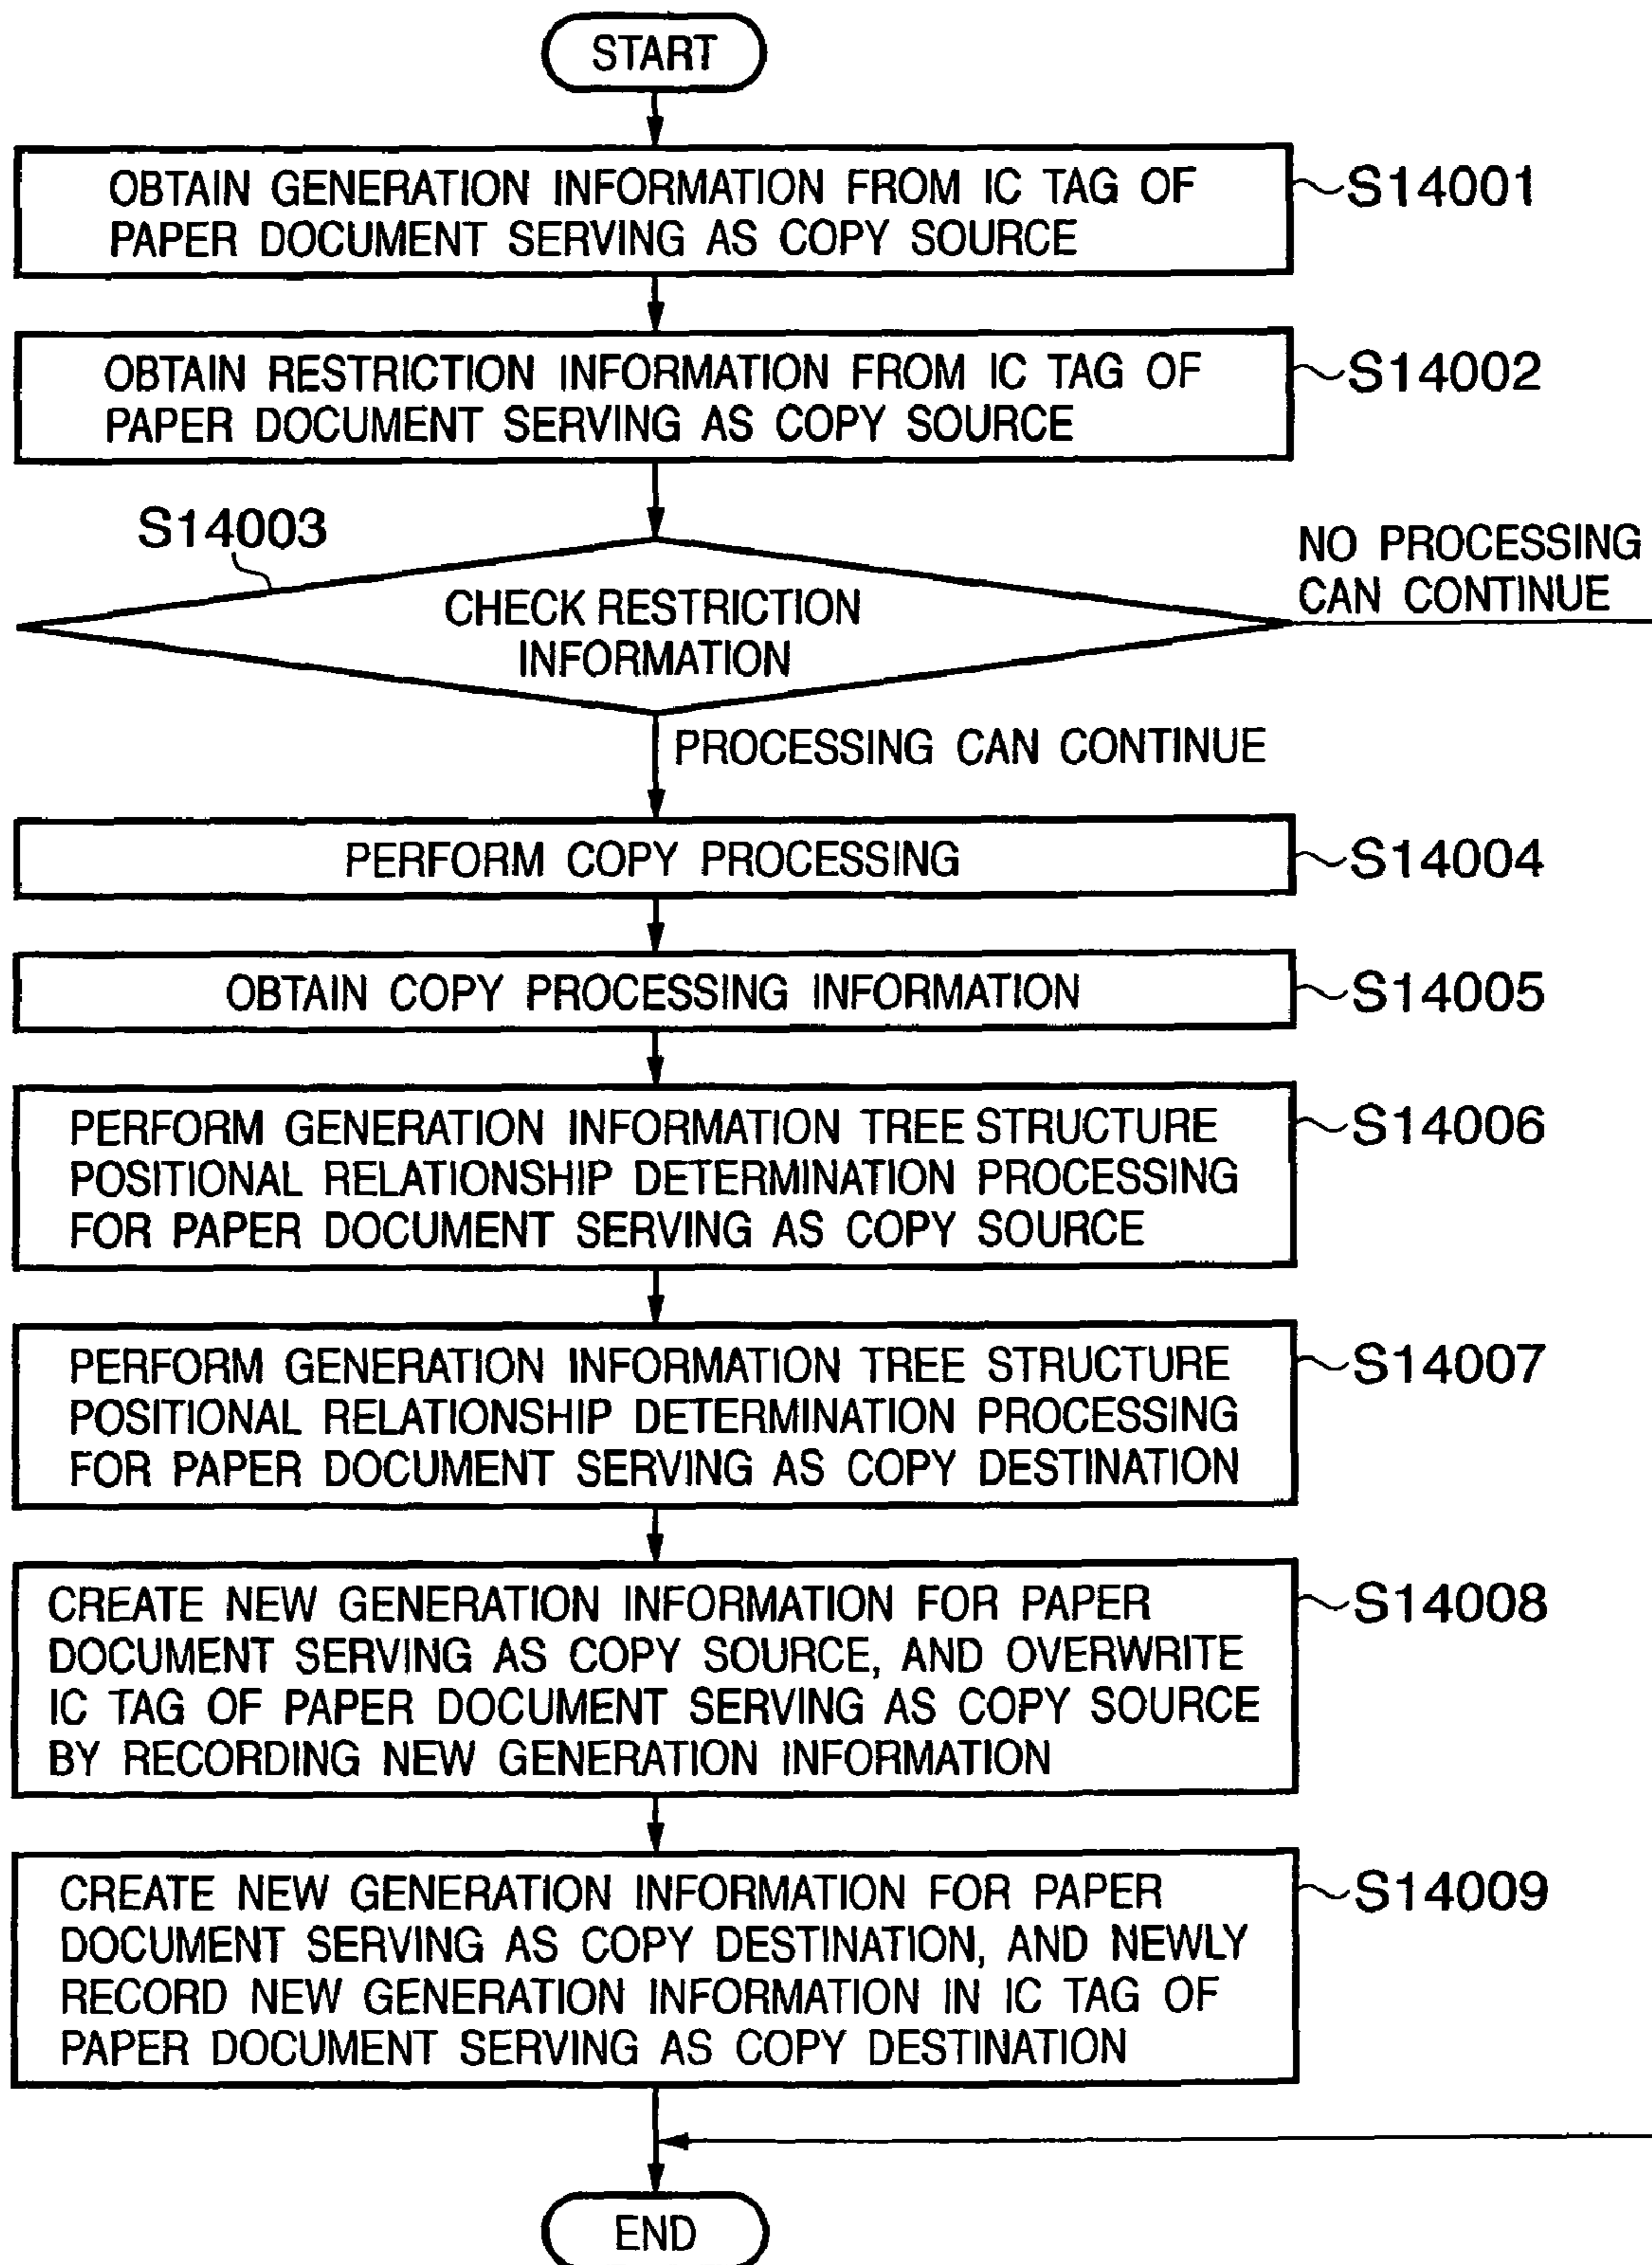 START
OBTAIN GENERATION INFORMATION FROM IC TAG OF
PAPER DOCUMENT SERVING AS COPY SOURCE
S14001
OBTAIN RESTRICTION INFORMATION FROM IC TAG OF
PAPER DOCUMENT SERVING AS COPY SOURCE
S14002
S14003
CHECK RESTRICTION
INFORMATION
NO PROCESSING
CAN CONTINUE
PROCESSING CAN CONTINUE
PERFORM COPY PROCESSING
S14004
OBTAIN COPY PROCESSING INFORMATION
S14005
PERFORM GENERATION INFORMATION TREE STRUCTURE
POSITIONAL RELATIONSHIP DETERMINATION PROCESSING
FOR PAPER DOCUMENT SERVING AS COPY SOURCE
S14006
PERFORM GENERATION INFORMATION TREE STRUCTURE
POSITIONAL RELATIONSHIP DETERMINATION PROCESSING
FOR PAPER DOCUMENT SERVING AS COPY DESTINATION
S14007
CREATE NEW GENERATION INFORMATION FOR PAPER
DOCUMENT SERVING AS COPY SOURCE, AND OVERWRITE
IC TAG OF PAPER DOCUMENT SERVING AS COPY SOURCE
BY RECORDING NEW GENERATION INFORMATION
S14008
CREATE NEW GENERATION INFORMATION FOR PAPER
DOCUMENT SERVING AS COPY DESTINATION, AND NEWLY
RECORD NEW GENERATION INFORMATION IN IC TAG OF
PAPER DOCUMENT SERVING AS COPY DESTINATION
S14009
END